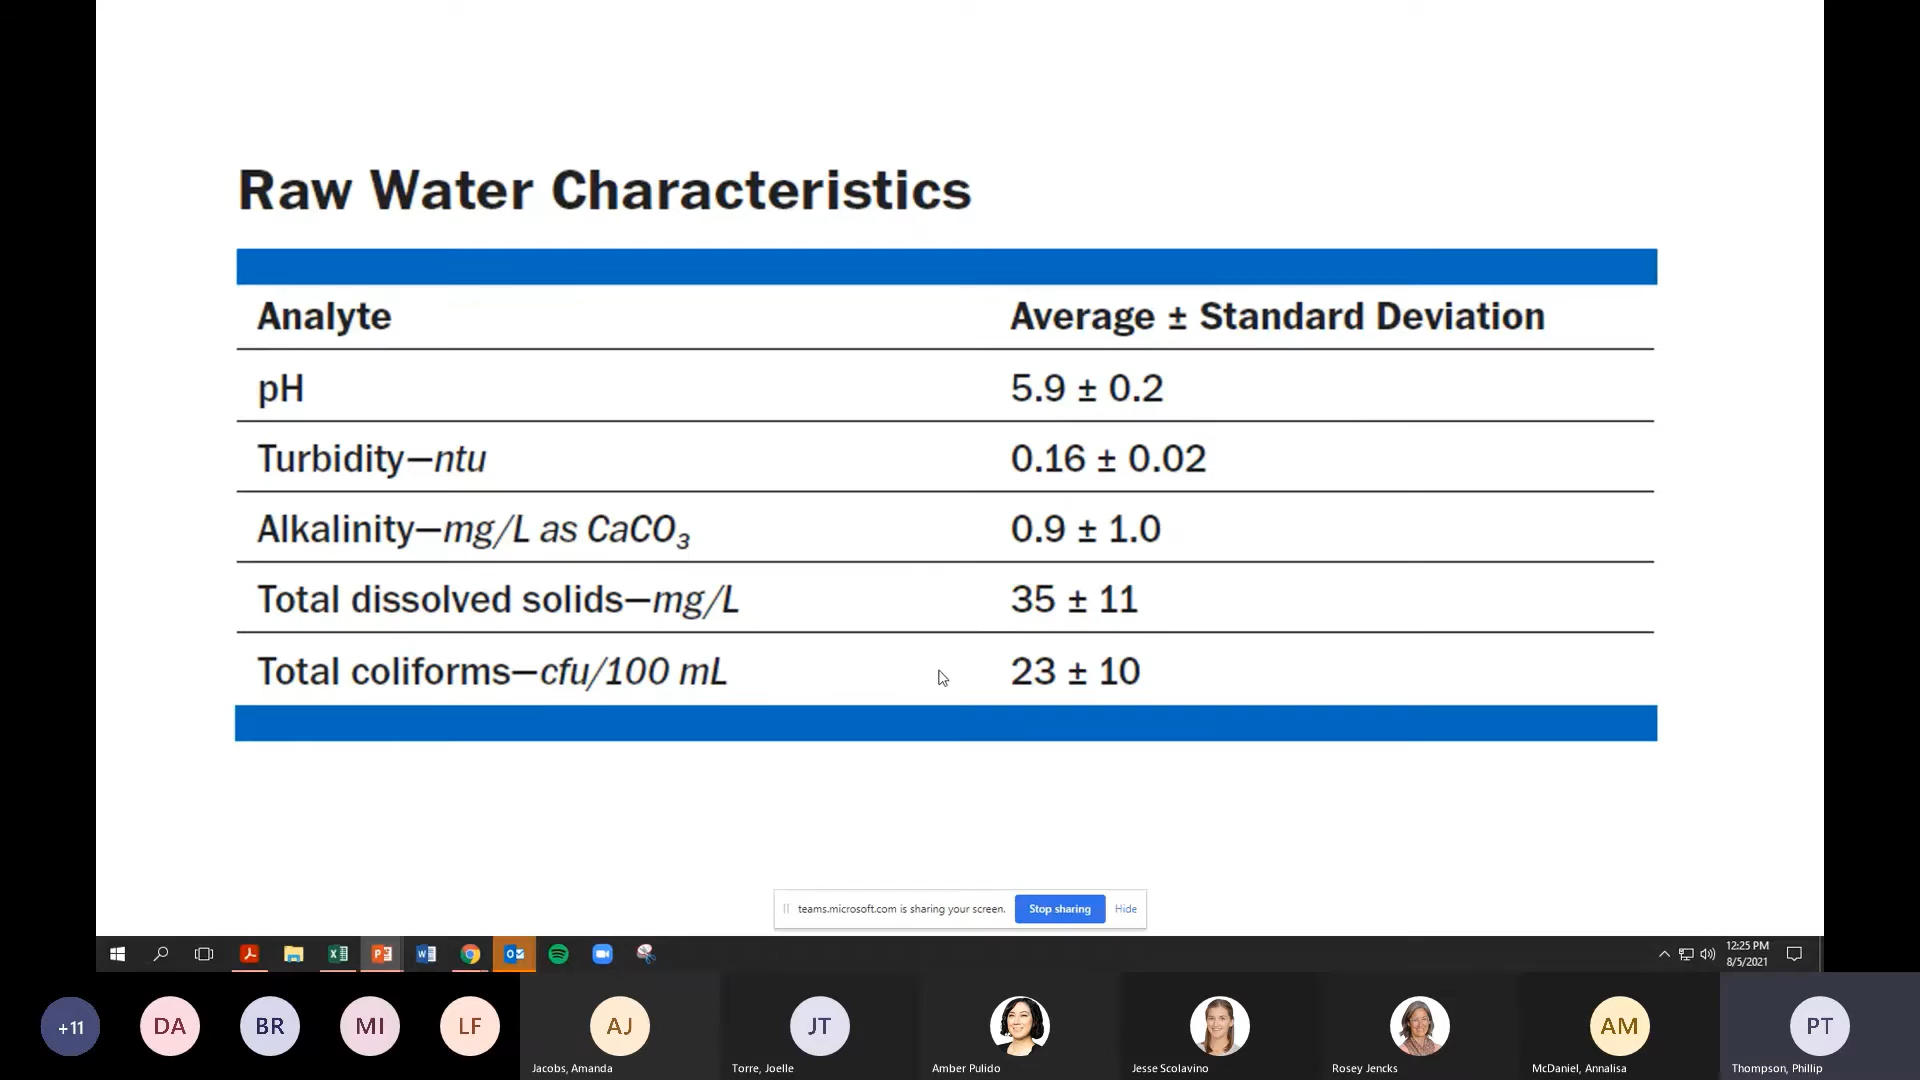 Raw Water Characteristics
Analyte Average ± Standard Deviation
pH 5.9 ± 0.2
Turbidity—ntu 0.16 ± 0.02
Alkalinity—mg/L as CaCO₃ 0.9 ± 1.0
Total dissolved solids—mg/L 35 ± 11
Total coliforms—cfu/100 mL 23 ± 10
teams.microsoft.com is sharing your screen. Stop sharing Hide
12:25 PM
8/5/2021
+11 DA BR MI LF AJ JT AM PT
Jacobs, Amanda Torre, Joelle Amber Pulido Jesse Scolavino Rosey Jencks McDaniel, Annalisa Thompson, Phillip